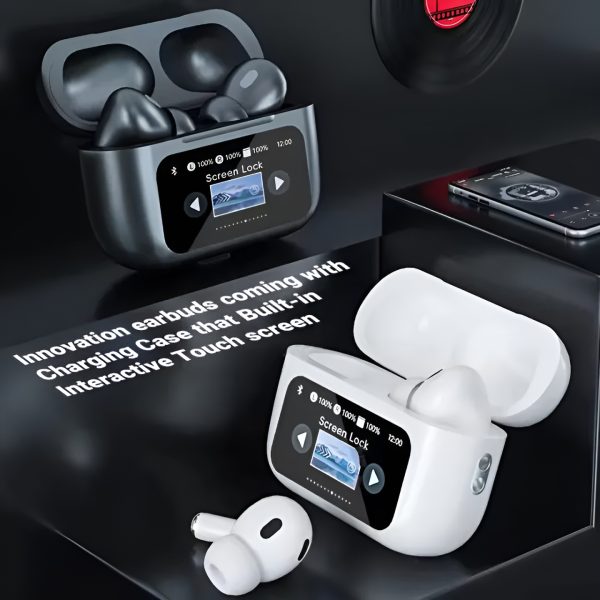 L 100% R 100% 100% 12:00
Screen Lock
Innovation earbuds coming with
Charging Case that Built-in
Interactive Touch screen
L 100% R 100% 100% 12:00
Screen Lock